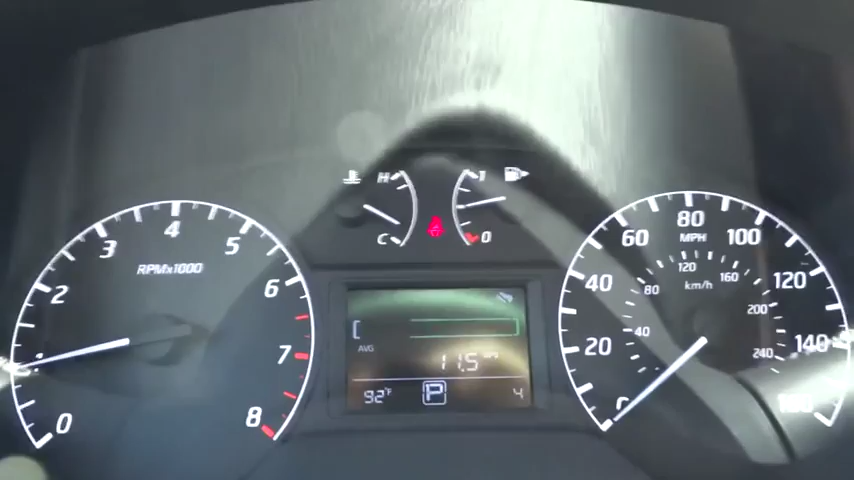 H 1
C 0
0 2 3 4 5 6 7 8
RPMx1000
20 40 60 80 100 120 140
MPH
40 80 120 160 200 240
km/h
AVG
11.5
92°F P 4